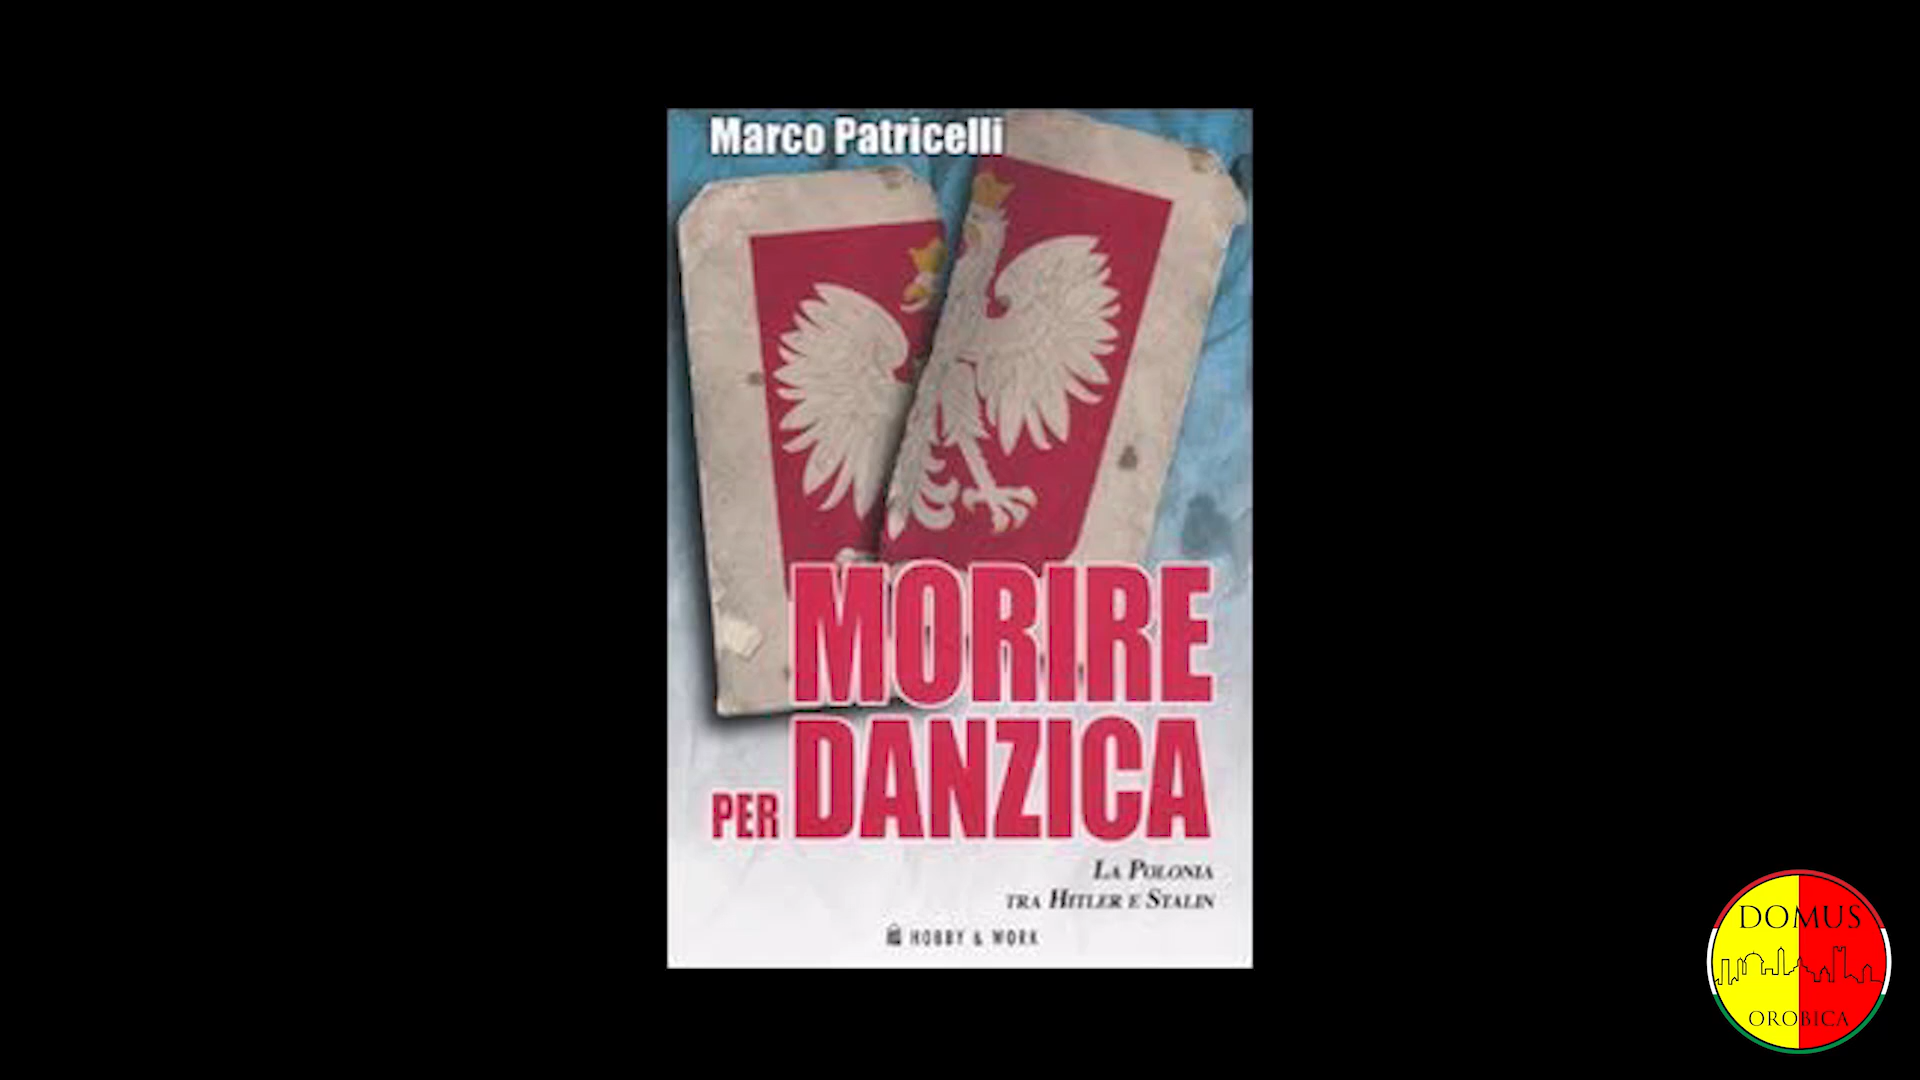 Marco Patricelli
MORIRE
PER DANZICA
LA POLONIA
TRA HITLER E STALIN
HOBBY & WORK
DOMUS
OROBICA